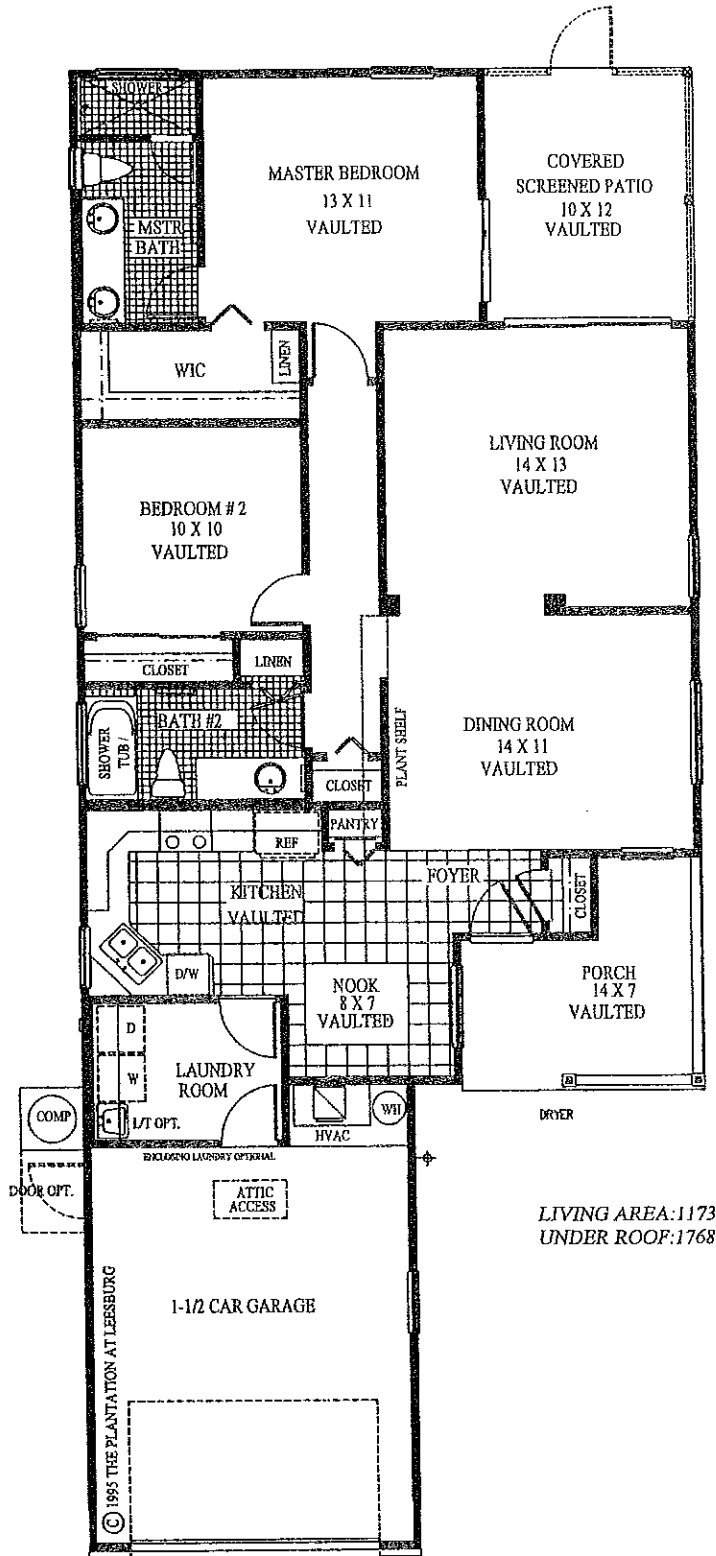 SHOWER
MASTER BEDROOM
13 X 11
VAULTED
COVERED
SCREENED PATIO
10 X 12
VAULTED
MSTR
BATH
WIC
LINEN
LIVING ROOM
14 X 13
VAULTED
BEDROOM # 2
10 X 10
VAULTED
CLOSET
LINEN
BATH #2
SHOWER
TUB /
PLANT SHELF
DINING ROOM
14 X 11
VAULTED
CLOSET
PANTRY
REF
KITCHEN
VAULTED
FOYER
CLOSET
D/W
NOOK
8 X 7
VAULTED
PORCH
14 X 7
VAULTED
D
W
LAUNDRY
ROOM
L/T OPT.
COMP
HVAC
WH
DRYER
ENCLOSING LAUNDRY OPTIONAL
DOOR OPT.
ATTIC
ACCESS
LIVING AREA:1173
UNDER ROOF:1768
1-1/2 CAR GARAGE
© 1995 THE PLANTATION AT LEESBURG